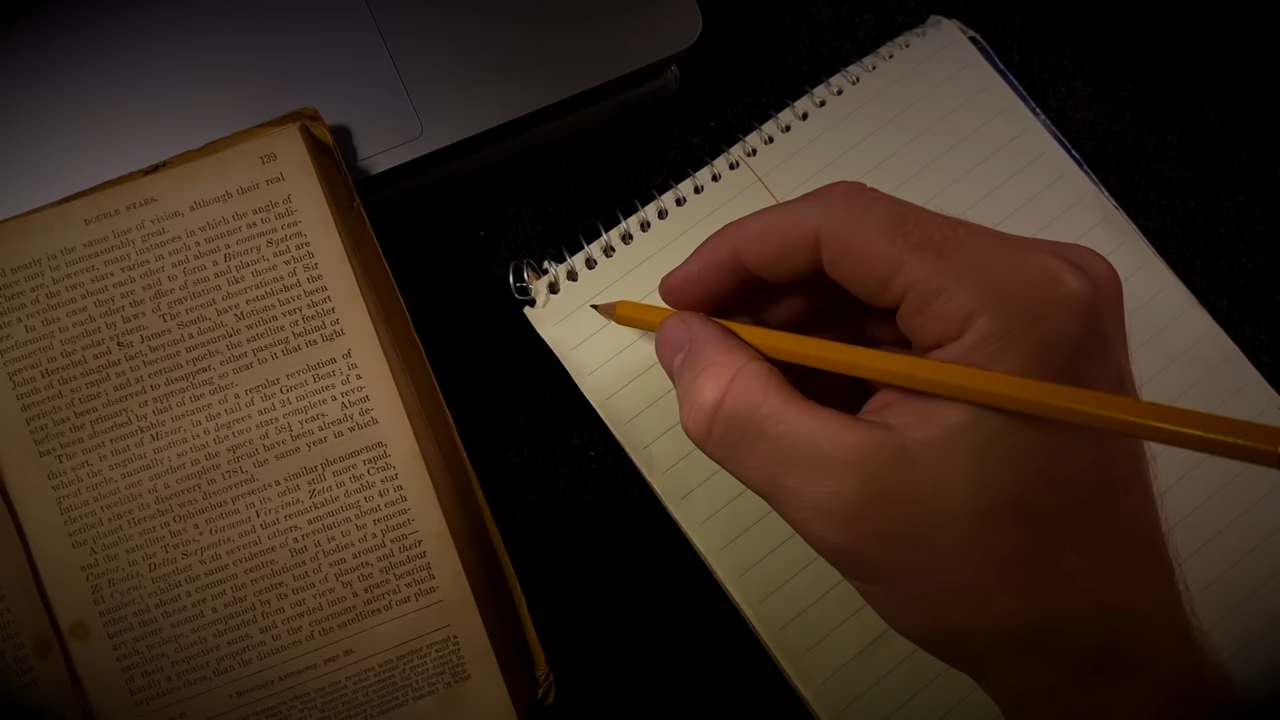 139
DOUBLE STARS.
nearly in the same line of vision, although their real
may be immeasurably great.
There are, however, many instances in which the angle of
position of the two stars varies in such a manner as to indi-
a revolution about each other and about a common cen-
In this case they are said to form a Binary System,
performing to each other the office of sun and planet, and are
connected together by laws of gravitation like those which
prevail in the solar system. The recent observations of Sir
John Herschel and Sir James South, have established the
truth of this singular fact, beyond a doubt. Motions have been
detected, so rapid as to become measurable within very short
periods of time; and at certain epochs, the satellite or feebler
star has been observed to disappear, either passing behind or
before the primary, or approaching so near to it that its light
has been absorbed by that of the other.
The most remarkable instance of a regular revolution of
this sort, is that of Mizar, in the tail of the Great Bear; in
which the angular motion is 6 degrees and 24 minutes of a
great circle, annually; so that the two stars complete a revo-
lution about one another in the space of 58¼ years. About
eleven twelfths of a complete circuit have been already de-
scribed since its discovery in 1781, the same year in which
the planet Herschel was discovered.
A double star in Ophiuchus presents a similar phenomenon,
and the satellite has a motion in its orbit still more rapid.
Castor, in the Twins,* Gamma Virginis, Zeta in the Crab,
Zi Bootis, Delta Serpentis, and that remarkable double star
61 Cygni, together with several others, amounting to 40 in
number,† exhibit the same evidence of a revolution about each
other and about a common centre. But it is to be remem-
bered that these are not the revolutions of bodies of a planet-
ary nature around a solar centre, but of sun around sun—
each, perhaps, accompanied by its train of planets, and their
satellites, closely shrouded from our view by the splendour
of their respective suns, and crowded into a space bearing
hardly a greater proportion to the enormous interval which
separates them, than the distances of the satellites of our plan-
* Herschel's Astronomy, page 391.
one revolves with another around a